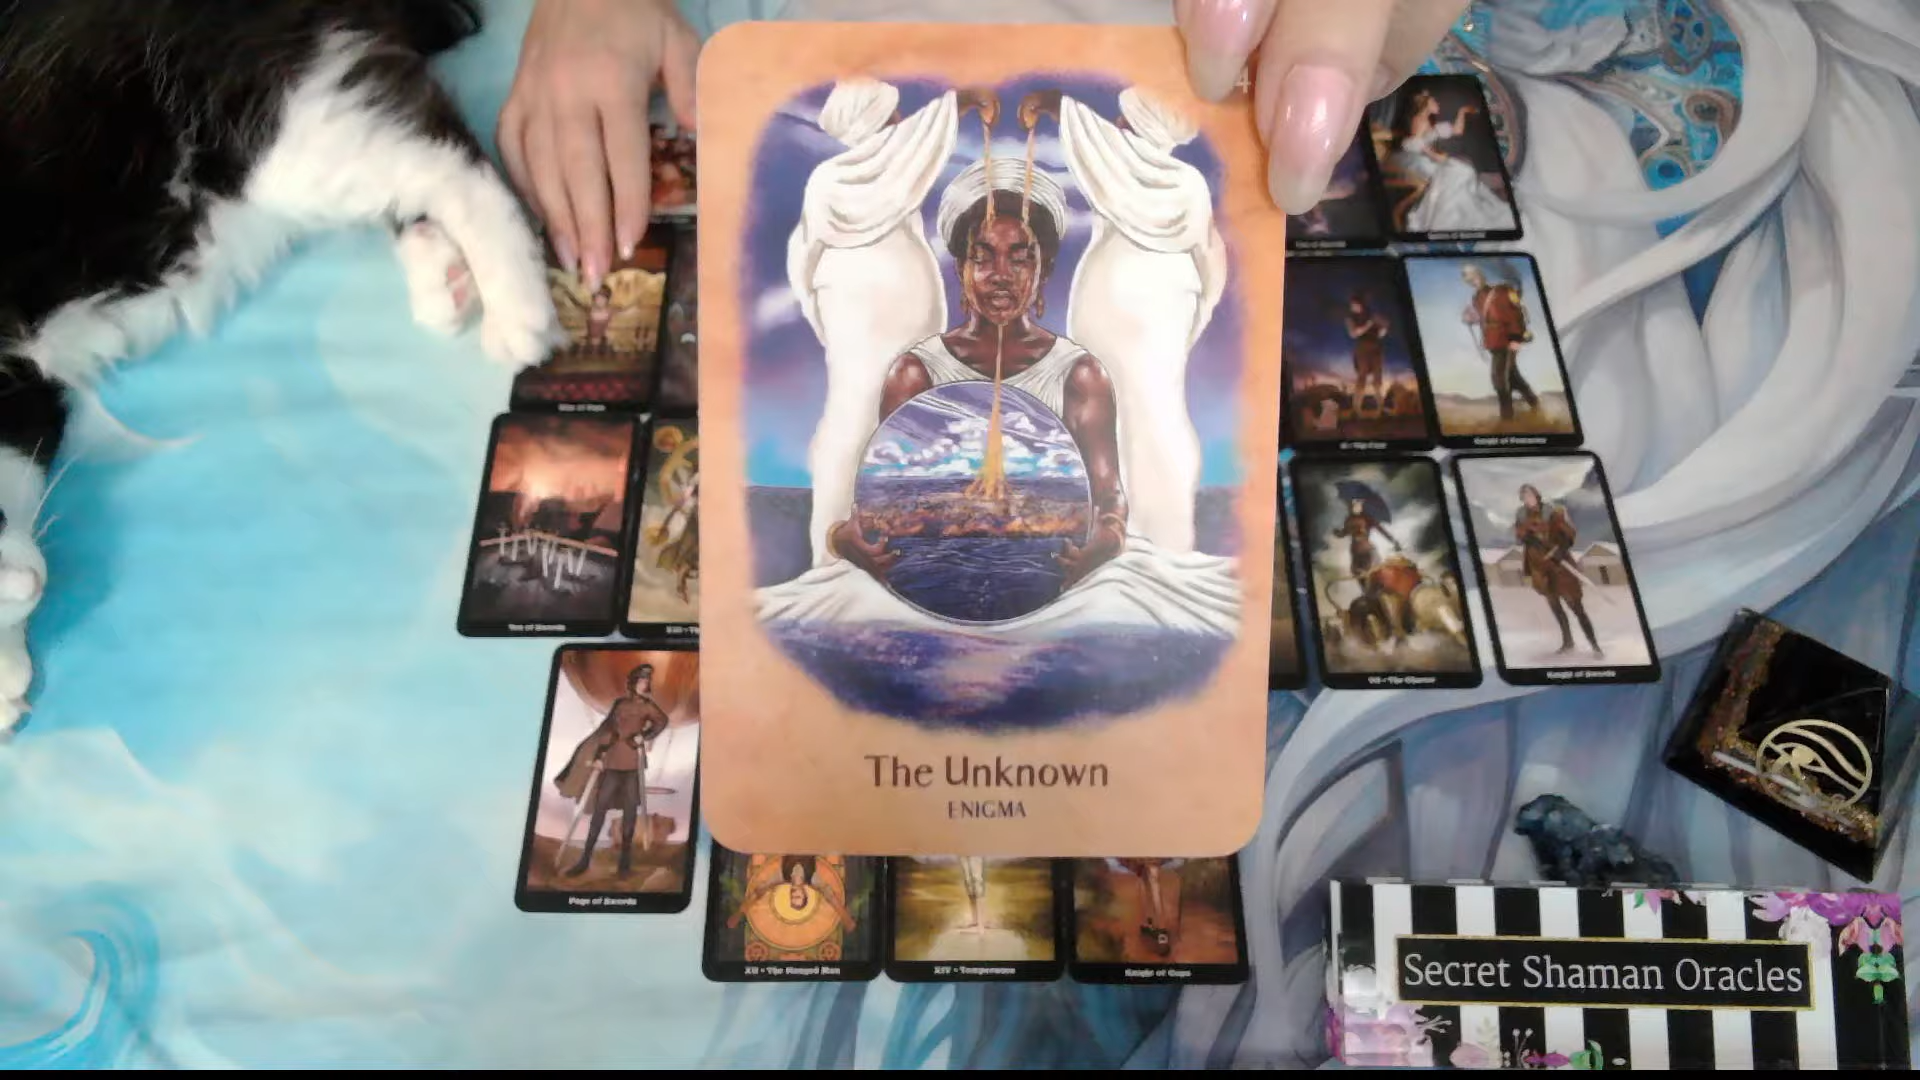 4
Knight of Pentacles
Ten of Swords
VII • The Chariot
Knight of Swords
The Unknown
ENIGMA
Page of Swords
XII • The Hanged Man
XIV • Temperance
Knight of Cups
Secret Shaman Oracles